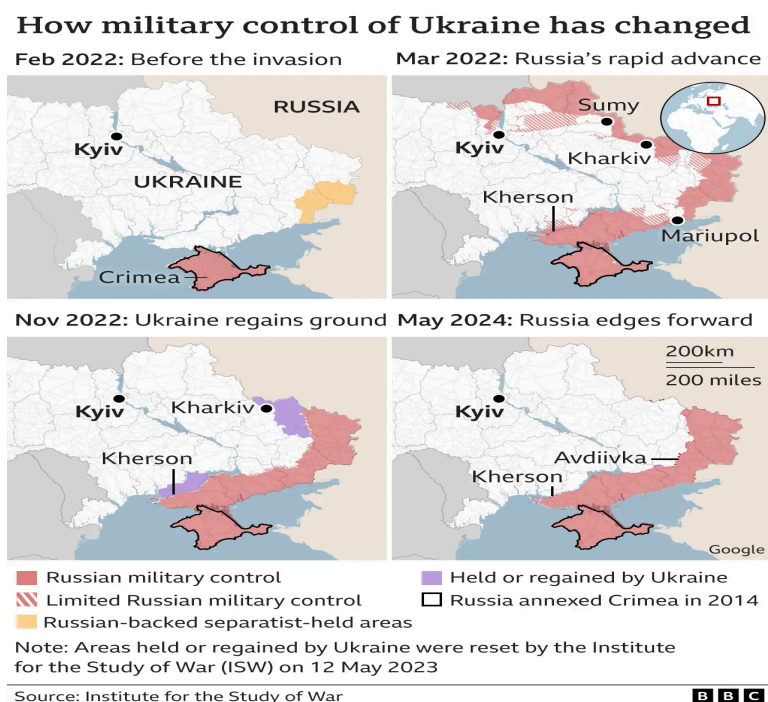 How military control of Ukraine has changed
Feb 2022: Before the invasion
RUSSIA
Kyiv
UKRAINE
Crimea
Mar 2022: Russia's rapid advance
Sumy
Kyiv
Kharkiv
Kherson
Mariupol
Nov 2022: Ukraine regains ground
Kyiv
Kharkiv
Kherson
May 2024: Russia edges forward
200km
200 miles
Kyiv
Avdiivka
Kherson
Google
Russian military control
Held or regained by Ukraine
Limited Russian military control
Russia annexed Crimea in 2014
Russian-backed separatist-held areas
Note: Areas held or regained by Ukraine were reset by the Institute
for the Study of War (ISW) on 12 May 2023
Source: Institute for the Study of War
BBC